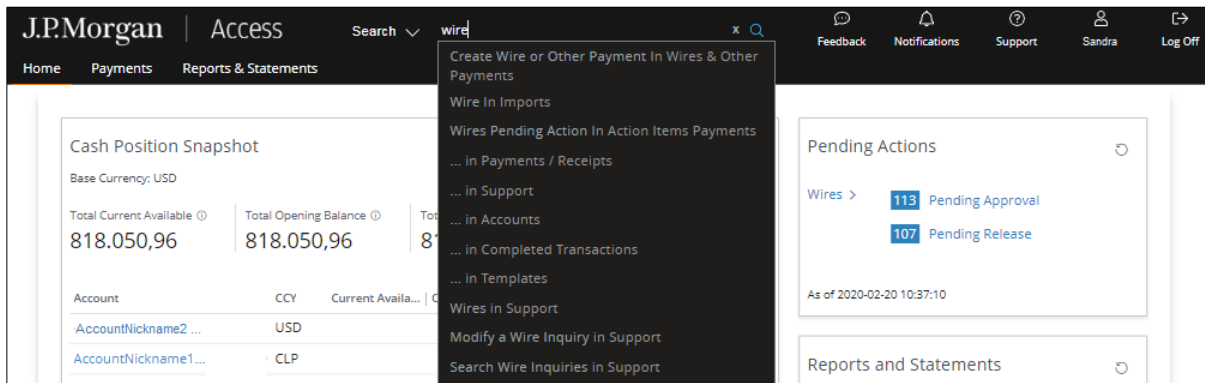 J.P.Morgan | Access
Search
wire
x
Feedback
Notifications
Support
Sandra
Log Off
Home
Payments
Reports & Statements
Create Wire or Other Payment In Wires & Other
Payments
Wire In Imports
Wires Pending Action In Action Items Payments
... in Payments / Receipts
... in Support
... in Accounts
... in Completed Transactions
... in Templates
Wires in Support
Modify a Wire Inquiry in Support
Search Wire Inquiries in Support
Cash Position Snapshot
Base Currency: USD
Total Current Available
Total Opening Balance
818.050,96
818.050,96
Account
CCY
Current Availa...
AccountNickname2 ...
USD
AccountNickname1...
CLP
Pending Actions
Wires >
113 Pending Approval
107 Pending Release
As of 2020-02-20 10:37:10
Reports and Statements